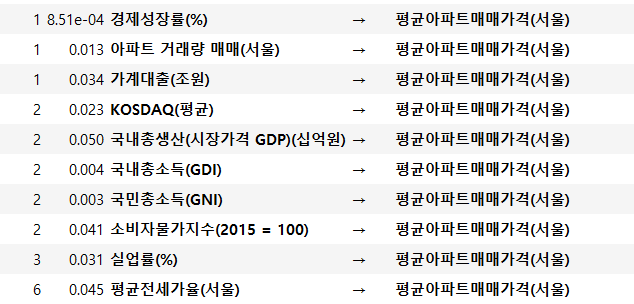 1 8.51e-04 경제성장률(%) → 평균아파트매매가격(서울)
1 0.013 아파트 거래량 매매(서울) → 평균아파트매매가격(서울)
1 0.034 가계대출(조원) → 평균아파트매매가격(서울)
2 0.023 KOSDAQ(평균) → 평균아파트매매가격(서울)
2 0.050 국내총생산(시장가격 GDP)(십억원) → 평균아파트매매가격(서울)
2 0.004 국내총소득(GDI) → 평균아파트매매가격(서울)
2 0.003 국민총소득(GNI) → 평균아파트매매가격(서울)
2 0.041 소비자물가지수(2015 = 100) → 평균아파트매매가격(서울)
3 0.031 실업률(%) → 평균아파트매매가격(서울)
6 0.045 평균전세가율(서울) → 평균아파트매매가격(서울)